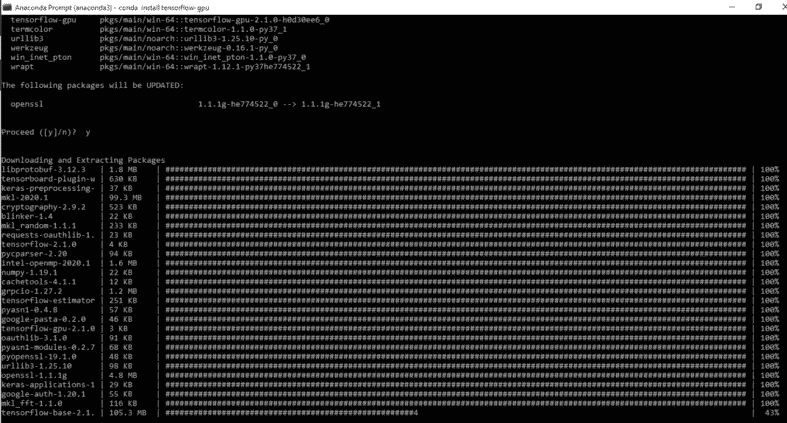 Anaconda Prompt (anaconda3) - conda install tensorflow-gpu
tensorflow-gpu pkgs/main/win-64::tensorflow-gpu-2.1.0-h0d30ee6_0
termcolor pkgs/main/win-64::termcolor-1.1.0-py37_1
urllib3 pkgs/main/noarch::urllib3-1.25.10-py_0
werkzeug pkgs/main/noarch::werkzeug-0.16.1-py_0
win_inet_pton pkgs/main/win-64::win_inet_pton-1.1.0-py37_0
wrapt pkgs/main/win-64::wrapt-1.12.1-py37he774522_1
The following packages will be UPDATED:
openssl 1.1.1g-he774522_0 --> 1.1.1g-he774522_1
Proceed ([y]/n)? y
Downloading and Extracting Packages
libprotobuf-3.12.3 | 1.8 MB | 100%
tensorboard-plugin-w | 630 KB | 100%
keras-preprocessing- | 37 KB | 100%
mkl-2020.1 | 99.3 MB | 100%
cryptography-2.9.2 | 523 KB | 100%
blinker-1.4 | 22 KB | 100%
mkl_random-1.1.1 | 233 KB | 100%
requests-oauthlib-1. | 23 KB | 100%
tensorflow-2.1.0 | 4 KB | 100%
pycparser-2.20 | 94 KB | 100%
intel-openmp-2020.1 | 1.6 MB | 100%
numpy-1.19.1 | 22 KB | 100%
cachetools-4.1.1 | 12 KB | 100%
grpcio-1.27.2 | 1.2 MB | 100%
tensorflow-estimator | 251 KB | 100%
pyasn1-0.4.8 | 57 KB | 100%
google-pasta-0.2.0 | 46 KB | 100%
tensorflow-gpu-2.1.0 | 3 KB | 100%
oauthlib-3.1.0 | 91 KB | 100%
pyasn1-modules-0.2.7 | 68 KB | 100%
pyopenssl-19.1.0 | 48 KB | 100%
urllib3-1.25.10 | 98 KB | 100%
openssl-1.1.1g | 4.8 MB | 100%
keras-applications-1 | 29 KB | 100%
google-auth-1.20.1 | 55 KB | 100%
mkl_fft-1.1.0 | 116 KB | 100%
tensorflow-base-2.1. | 105.3 MB | 4 | 43%